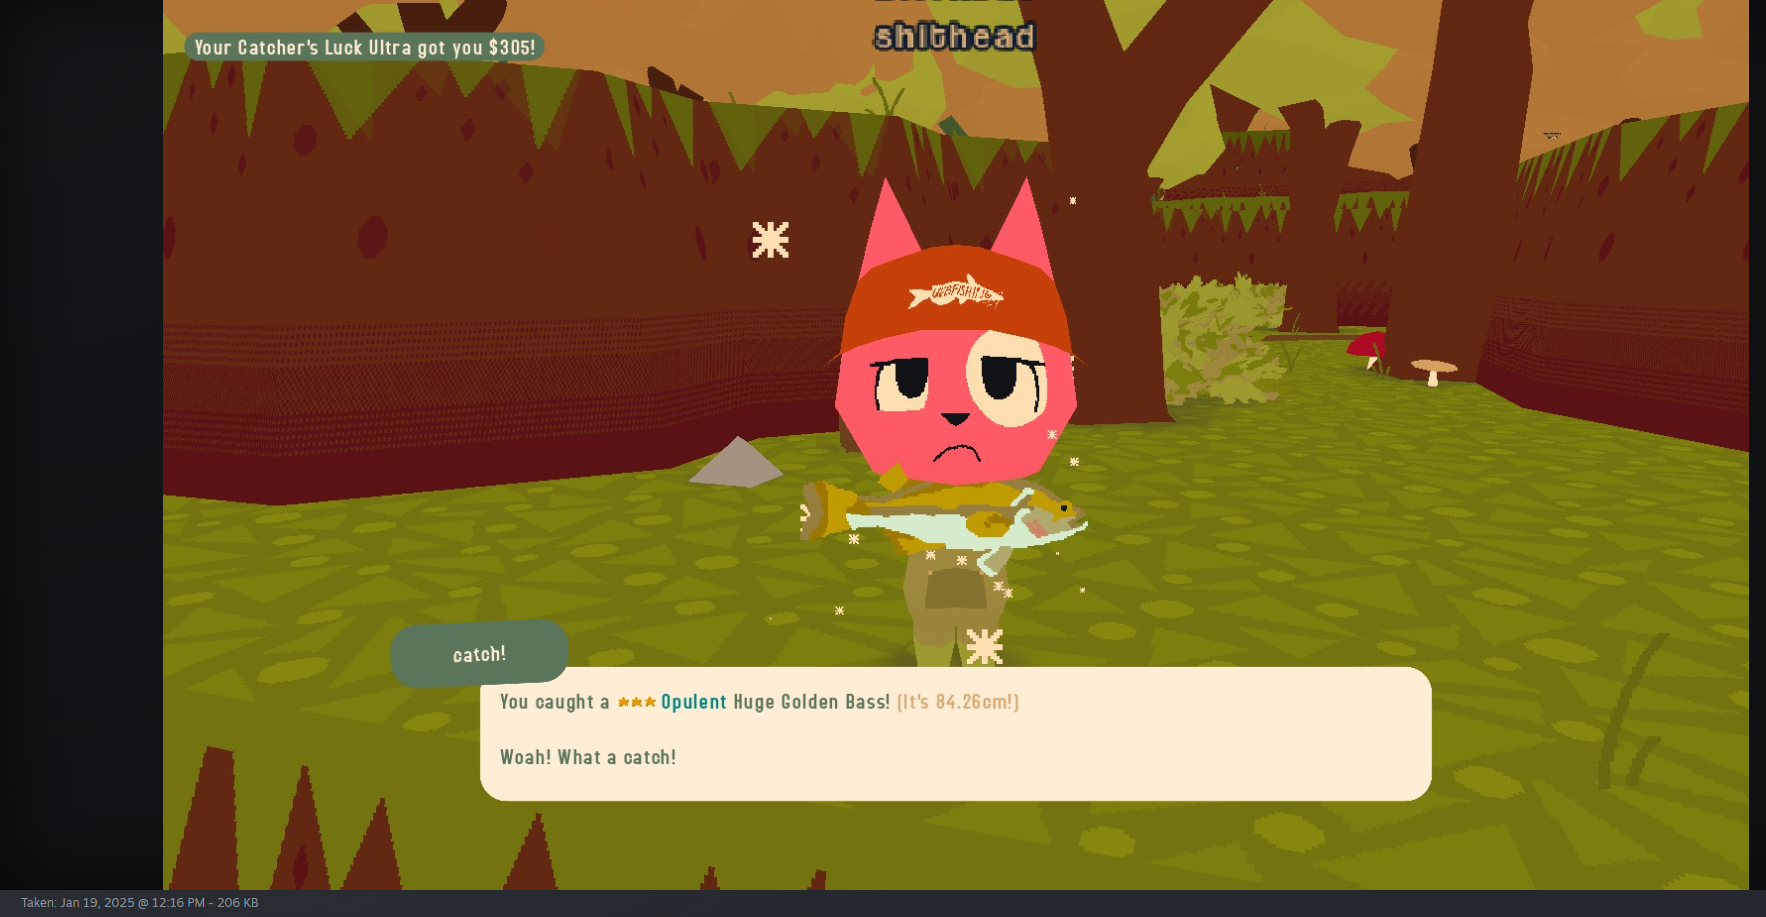 shithead
Your Catcher's Luck Ultra got you $305!
WEBFISHING
catch!
You caught a ★★★ Opulent Huge Golden Bass! (It's 84.26cm!)
Woah! What a catch!
Taken: Jan 19, 2025 @ 12:16 PM - 206 KB